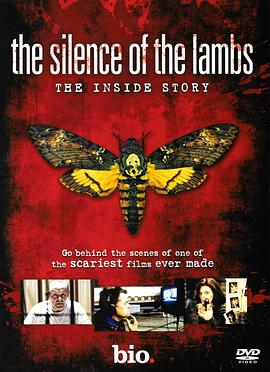 the silence of the lambs
THE INSIDE STORY
Go behind the scenes of one of
the scariest films ever made
bio.
DVD
VIDEO